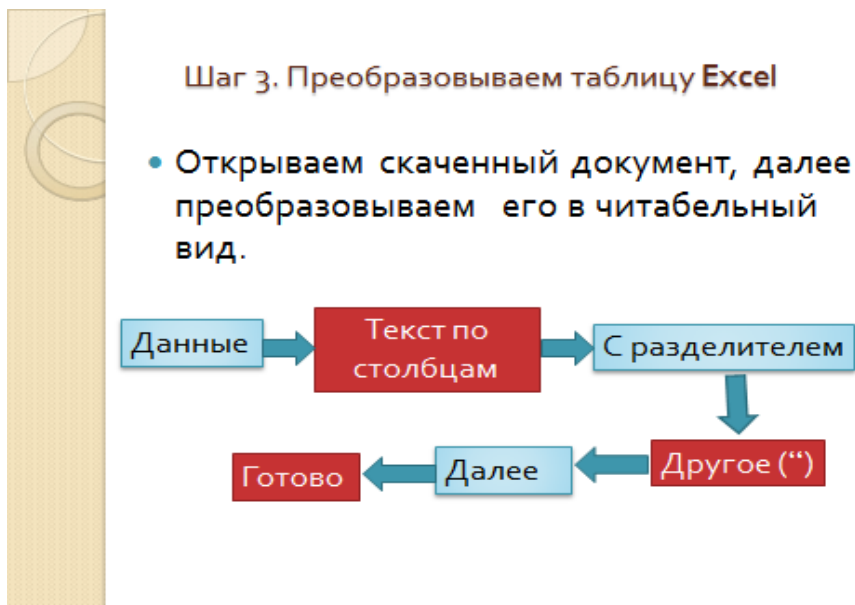 Шаг 3. Преобразовываем таблицу Excel
• Открываем скаченный документ, далее
преобразовываем его в читабельный
вид.
Данные
Текст по
столбцам
С разделителем
Другое (“)
Далее
Готово